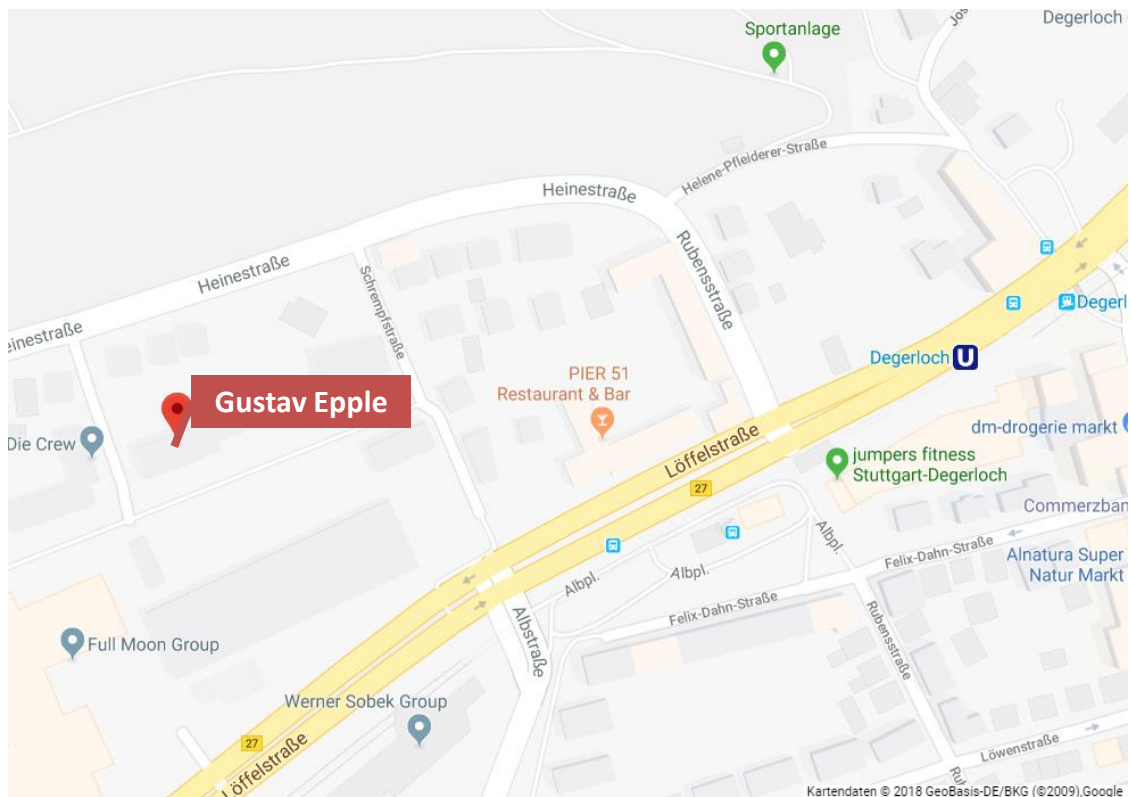 Sportanlage
Degerloch
Jos
Helene-Pfleiderer-Straße
Heinestraße
Rubensstraße
Heinestraße
Schrempfstraße
einestraße
Degerl
Degerloch U
PIER 51
Restaurant & Bar
Gustav Epple
Die Crew
dm-drogerie markt
Löffelstraße
jumpers fitness
Stuttgart-Degerloch
27
Commerzban
Albpl.
Felix-Dahn-Straße
Alnatura Super
Natur Markt
Albpl.
Albpl.
Felix-Dahn-Straße
Albstraße
Rubensstraße
Full Moon Group
Werner Sobek Group
27
Löffelstraße
Löwenstraße
Rub
Kartendaten © 2018 GeoBasis-DE/BKG (©2009),Google